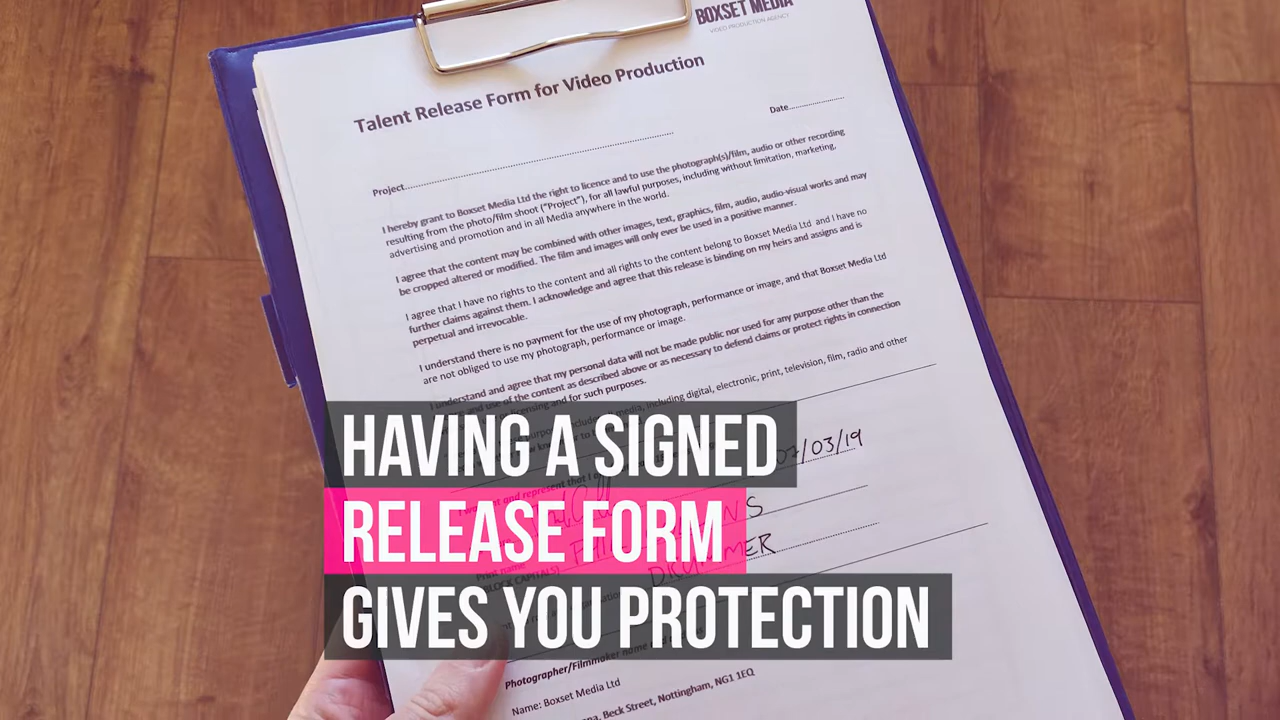 BOXSET MEDIA
VIDEO PRODUCTION AGENCY
Talent Release Form for Video Production
Date....................
Project................................................................................
I hereby grant to Boxset Media Ltd the right to licence and to use the photograph(s)/film, audio or other recording
resulting from the photo/film shoot ("Project"), for all lawful purposes, including without limitation, marketing,
advertising and promotion and in all Media anywhere in the world.
I agree that the content may be combined with other images, text, graphics, film, audio, audio-visual works and may
be cropped altered or modified. The film and images will only ever be used in a positive manner.
I agree that I have no rights to the content and all rights to the content belong to Boxset Media Ltd and I have no
further claims against them. I acknowledge and agree that this release is binding on my heirs and assigns and is
perpetual and irrevocable.
I understand there is no payment for the use of my photograph, performance or image, and that Boxset Media Ltd
are not obliged to use my photograph, performance or image.
I understand and agree that my personal data will not be made public nor used for any purpose other than the
and use of the content as described above or as necessary to defend claims or protect rights in connection
licensing and for such purposes.
media, including digital, electronic, print, television, film, radio and other
HAVING A SIGNED
07/03/19
and represent that I
RELEASE FORM
Print name
(BLOCK CAPITALS)
DRUMMER
GIVES YOU PROTECTION
Photographer/Filmmaker name
Name: Boxset Media Ltd
Beck Street, Nottingham, NG1 1EQ